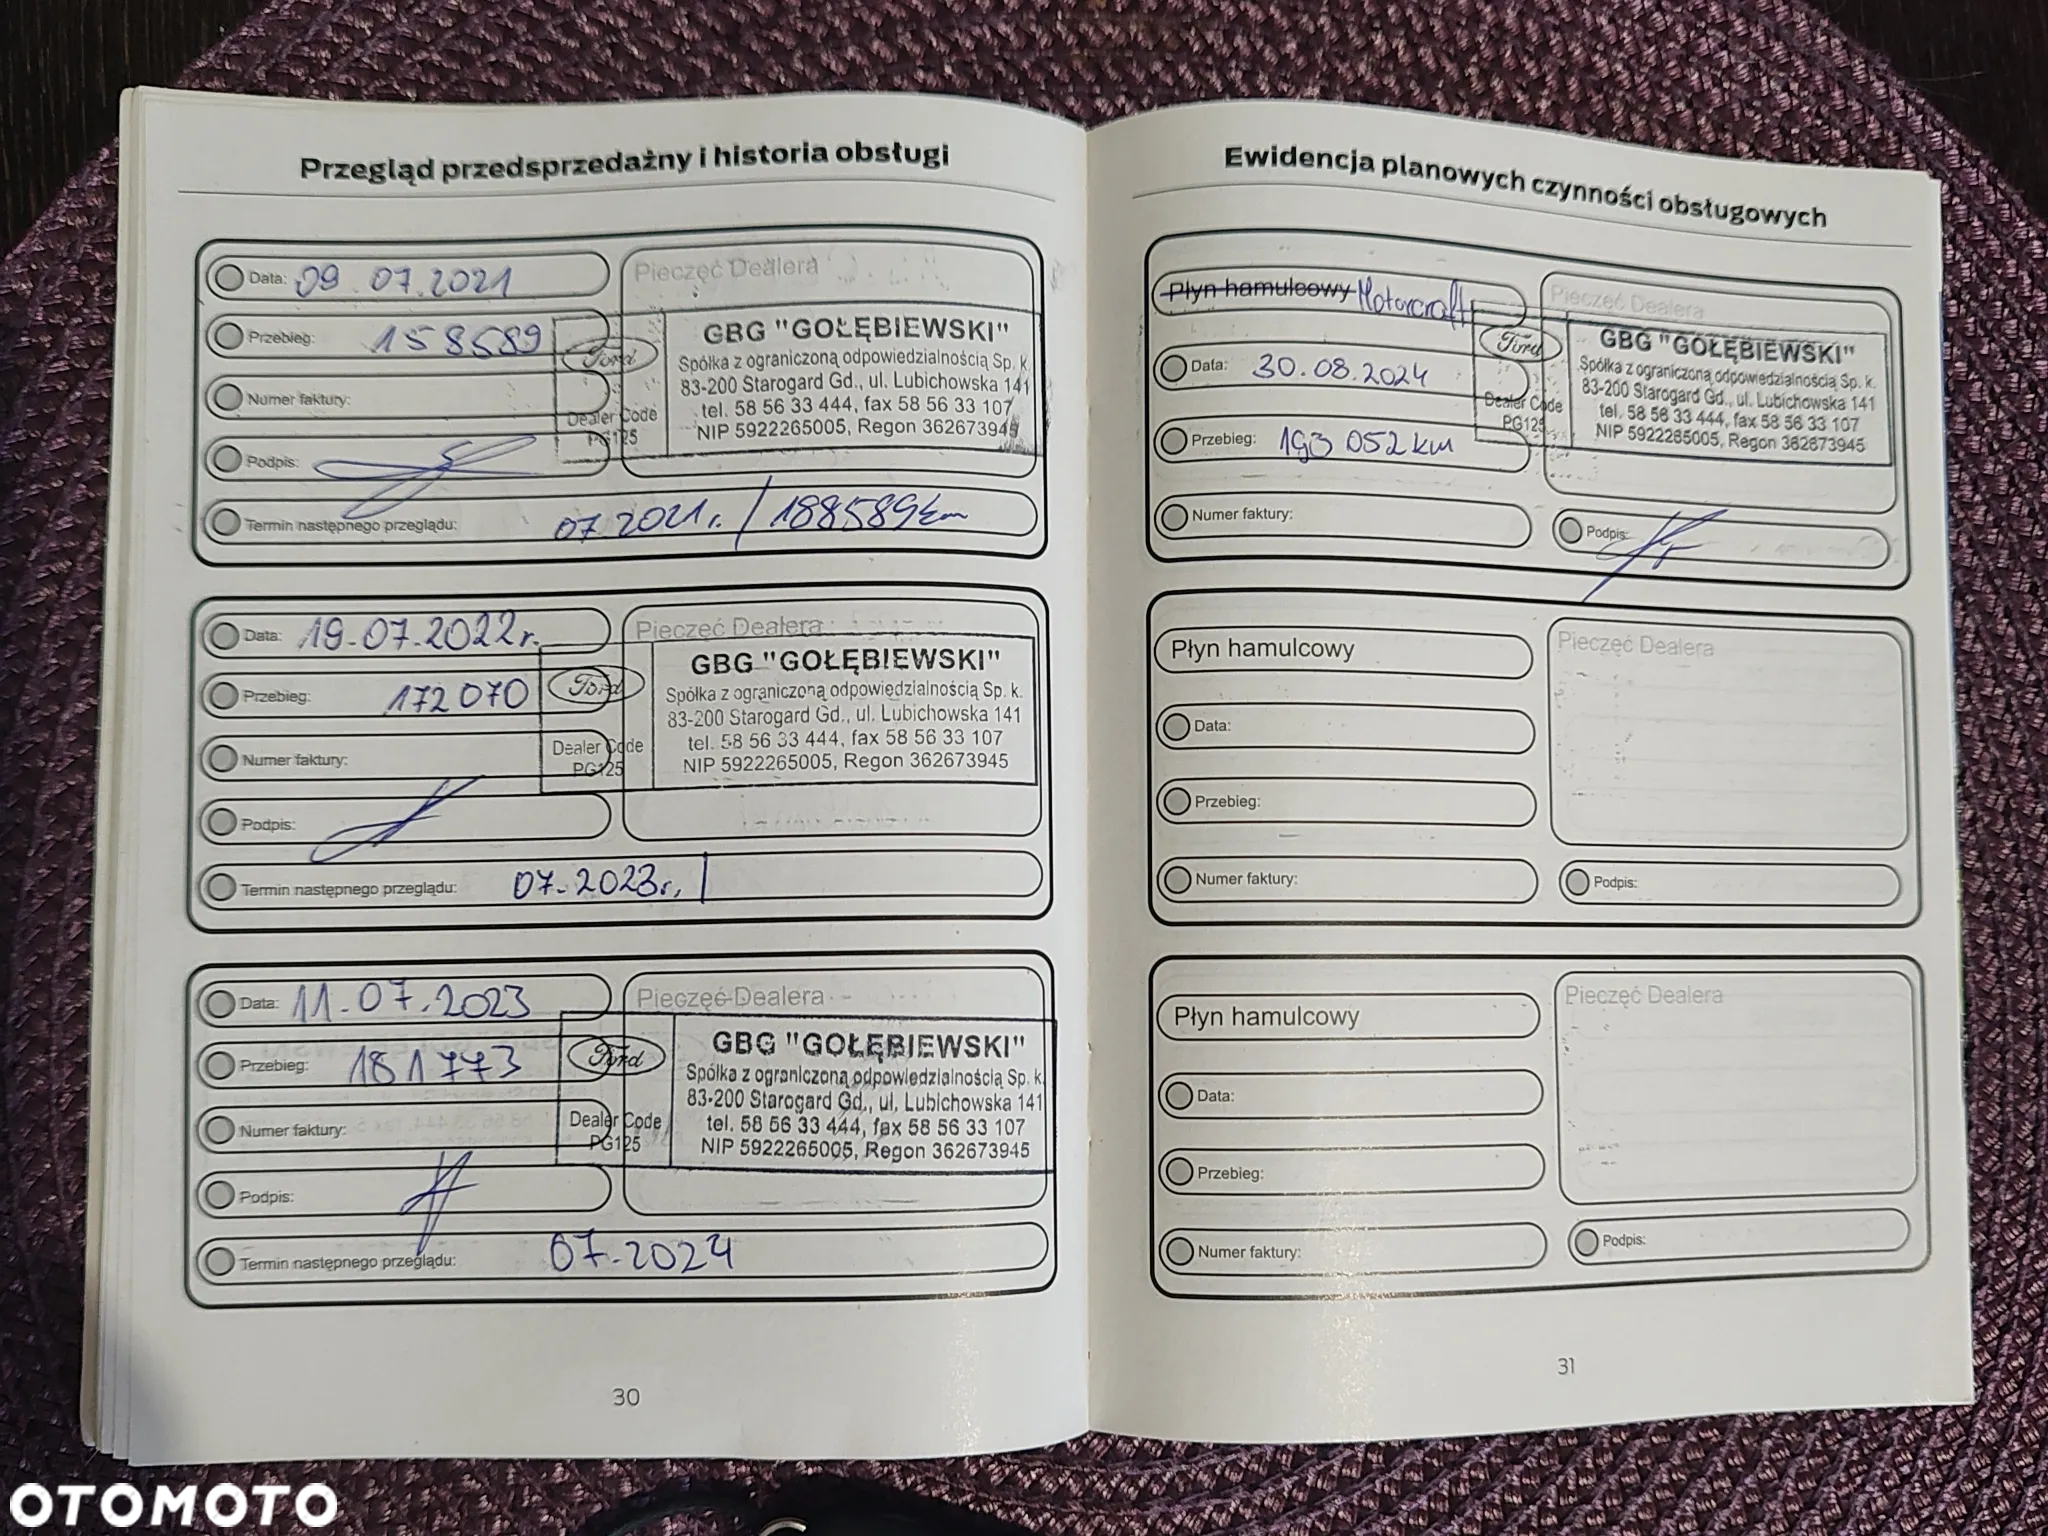 Przegląd przedsprzedażny i historia obsługi
Data: 09.07.2021
Pieczęć Dealera
Przebieg: 158589
Numer faktury:
Podpis:
Ford
Dealer Code
PG125
GBG "GOŁĘBIEWSKI"
Spółka z ograniczoną odpowiedzialnością Sp. k.
83-200 Starogard Gd., ul. Lubichowska 141
tel. 58 56 33 444, fax 58 56 33 107
NIP 5922265005, Regon 362673945
Termin następnego przeglądu: 07.2021r. / 188589km
Data: 19.07.2022r.
Pieczęć Dealera
Przebieg: 172070
Numer faktury:
Podpis:
Ford
Dealer Code
PG125
GBG "GOŁĘBIEWSKI"
Spółka z ograniczoną odpowiedzialnością Sp. k.
83-200 Starogard Gd., ul. Lubichowska 141
tel. 58 56 33 444, fax 58 56 33 107
NIP 5922265005, Regon 362673945
Termin następnego przeglądu: 07.2023r. |
Data: 11.07.2023
Pieczęć Dealera
Przebieg: 181773
Numer faktury:
Podpis:
Ford
Dealer Code
PG125
GBG "GOŁĘBIEWSKI"
Spółka z ograniczoną odpowiedzialnością Sp. k.
83-200 Starogard Gd., ul. Lubichowska 141
tel. 58 56 33 444, fax 58 56 33 107
NIP 5922265005, Regon 362673945
Termin następnego przeglądu: 07.2024
30
Ewidencja planowych czynności obsługowych
Płyn hamulcowy Motorcraft
Pieczęć Dealera
Data: 30.08.2024
Przebieg: 193 052 km
Numer faktury:
Ford
Dealer Code
PG125
GBG "GOŁĘBIEWSKI"
Spółka z ograniczoną odpowiedzialnością Sp. k.
83-200 Starogard Gd., ul. Lubichowska 141
tel. 58 56 33 444, fax 58 56 33 107
NIP 5922265005, Regon 362673945
Podpis:
Płyn hamulcowy
Pieczęć Dealera
Data:
Przebieg:
Numer faktury:
Podpis:
Płyn hamulcowy
Pieczęć Dealera
Data:
Przebieg:
Numer faktury:
Podpis:
31
OTOMOTO